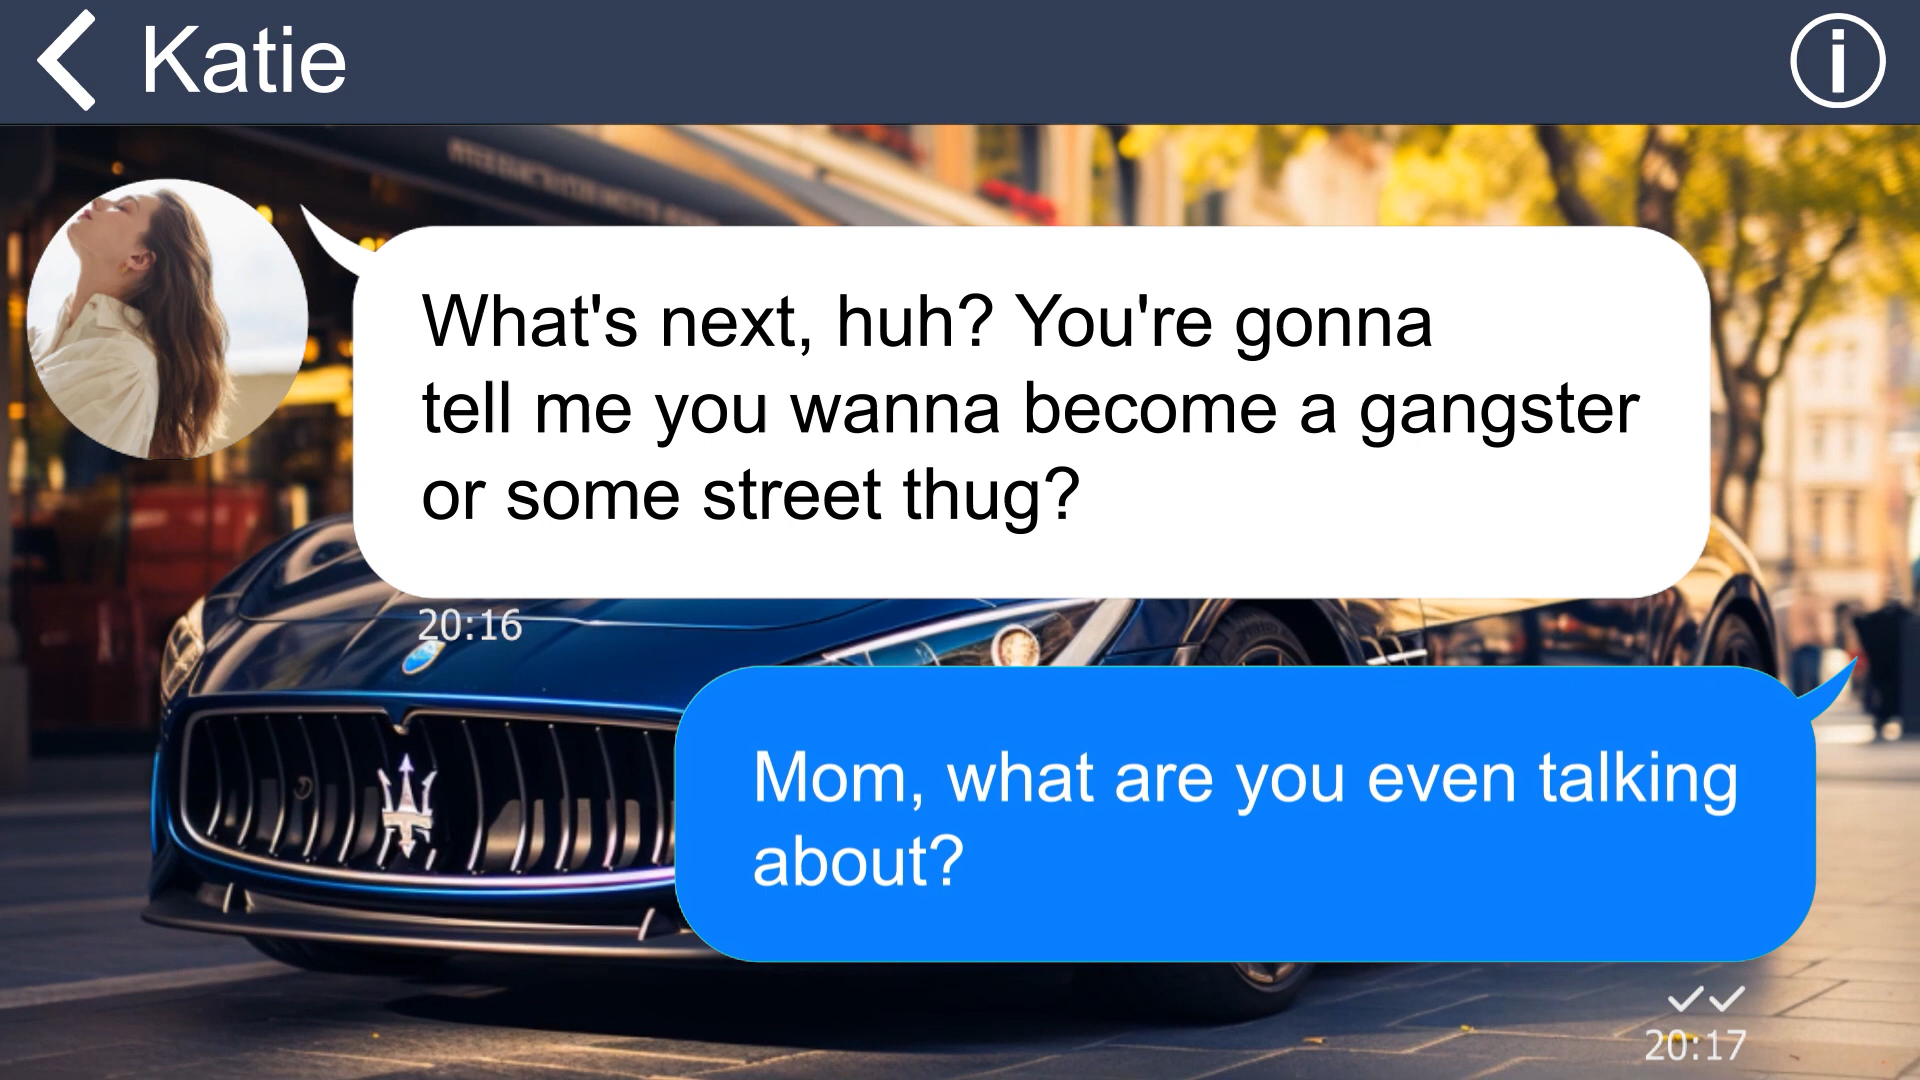 Katie
What's next, huh? You're gonna
tell me you wanna become a gangster
or some street thug?
20:16
Mom, what are you even talking
about?
20:17